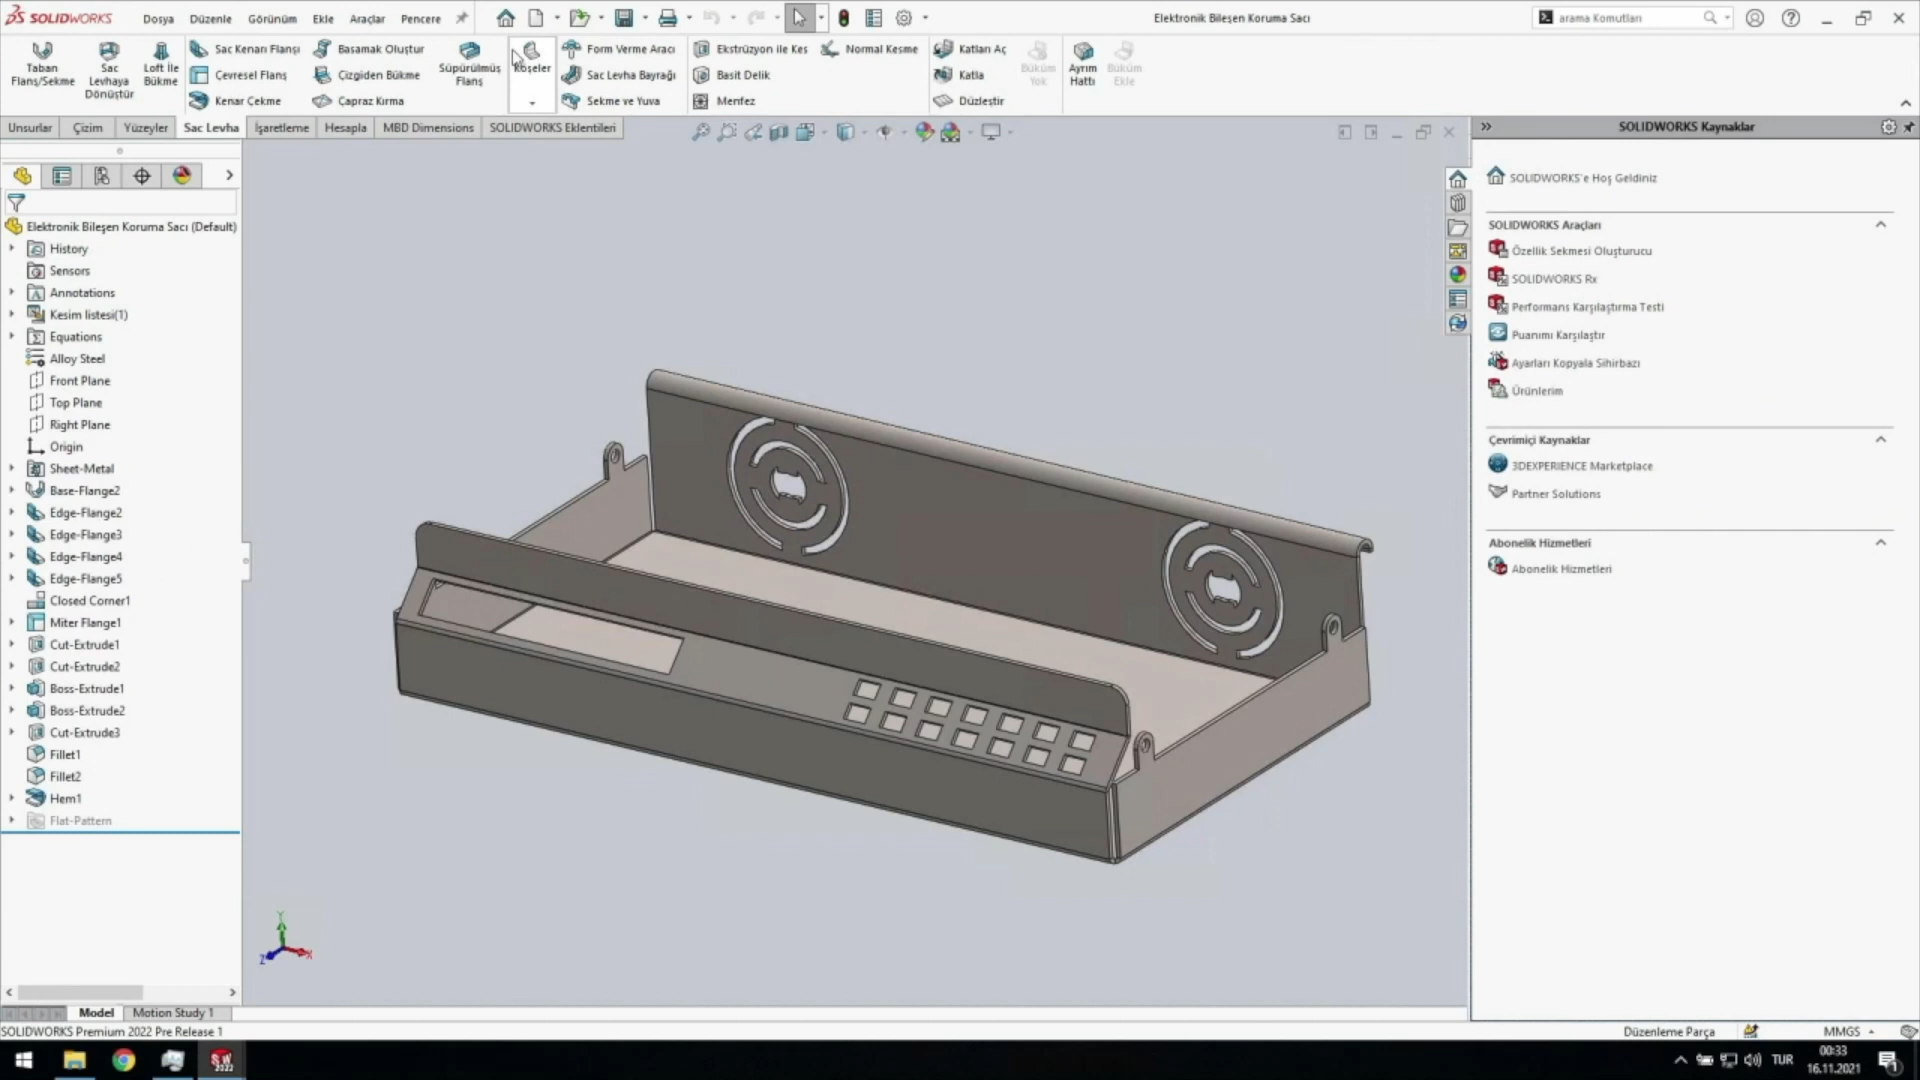 SOLIDWORKS
Dosya Düzenle Görünüm Ekle Araçlar Pencere
Elektronik Bileşen Koruma Sacı
arama Komutları
Taban Flanş/Sekme
Sac Levhaya Dönüştür
Loft İle Bükme
Sac Kenarı Flanşı
Çevresel Flanş
Kenar Çekme
Basamak Oluştur
Çizgiden Bükme
Çapraz Kırma
Süpürülmüş Flanş
Köşeler
Form Verme Aracı
Sac Levha Bayrağı
Sekme ve Yuva
Ekstrüzyon ile Kes
Basit Delik
Menfez
Normal Kesme
Katları Aç
Katla
Düzleştir
Büküm Yok
Ayrım Hattı
Büküm Ekle
Unsurlar Çizim Yüzeyler Sac Levha İşaretleme Hesapla MBD Dimensions SOLIDWORKS Eklentileri
Elektronik Bileşen Koruma Sacı (Default)
History
Sensors
Annotations
Kesim listesi(1)
Equations
Alloy Steel
Front Plane
Top Plane
Right Plane
Origin
Sheet-Metal
Base-Flange2
Edge-Flange2
Edge-Flange3
Edge-Flange4
Edge-Flange5
Closed Corner1
Miter Flange1
Cut-Extrude1
Cut-Extrude2
Boss-Extrude1
Boss-Extrude2
Cut-Extrude3
Fillet1
Fillet2
Hem1
Flat-Pattern
Y
X
Z
SOLIDWORKS Kaynaklar
SOLIDWORKS'e Hoş Geldiniz
SOLIDWORKS Araçları
Özellik Sekmesi Oluşturucu
SOLIDWORKS Rx
Performans Karşılaştırma Testi
Puanımı Karşılaştır
Ayarları Kopyala Sihirbazı
Ürünlerim
Çevrimiçi Kaynaklar
3DEXPERIENCE Marketplace
Partner Solutions
Abonelik Hizmetleri
Abonelik Hizmetleri
Model Motion Study 1
SOLIDWORKS Premium 2022 Pre Release 1
Düzenleme Parça
MMGS
SW 2022
TUR
00:33
16.11.2021
1